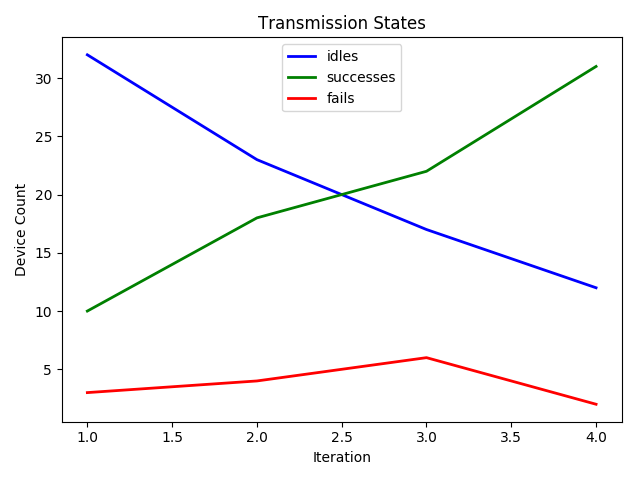 Transmission States
idles
successes
fails
Device Count
30
25
20
15
10
5
1.0 1.5 2.0 2.5 3.0 3.5 4.0
Iteration